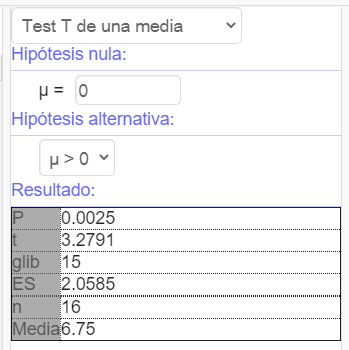 Test T de una media
Hipótesis nula:
μ = 0
Hipótesis alternativa:
μ > 0
Resultado:
P 0.0025
t 3.2791
glib 15
ES 2.0585
n 16
Media 6.75